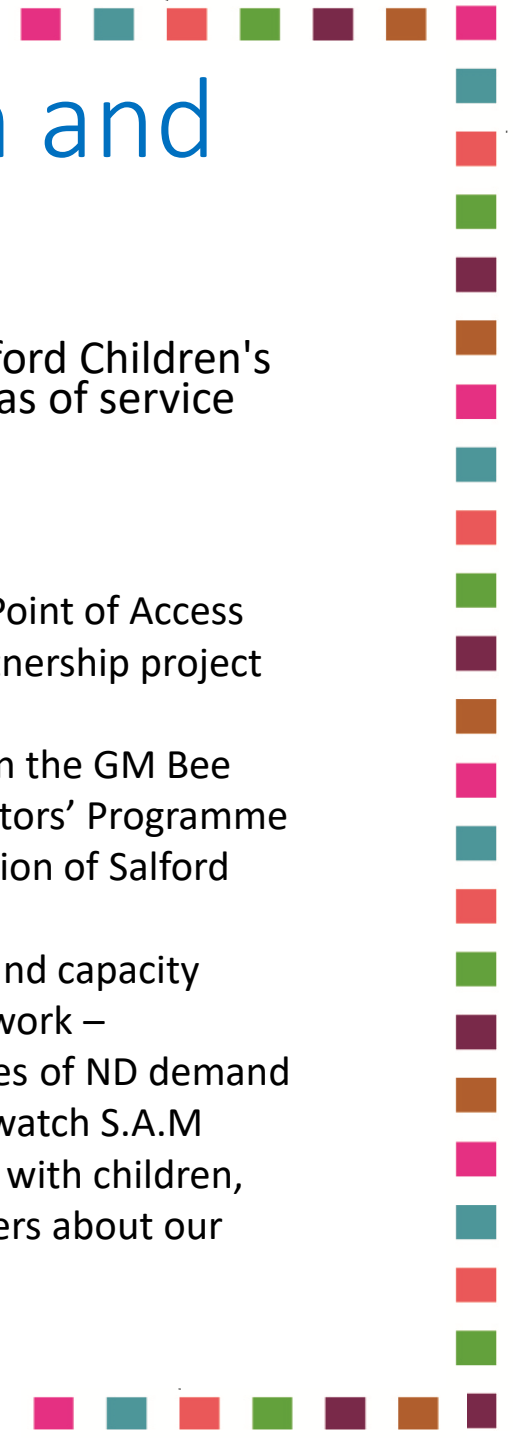 n and
ford Children's
as of service
Point of Access
tnership project
n the GM Bee
tors’ Programme
ion of Salford
nd capacity
work –
es of ND demand
watch S.A.M
with children,
ers about our